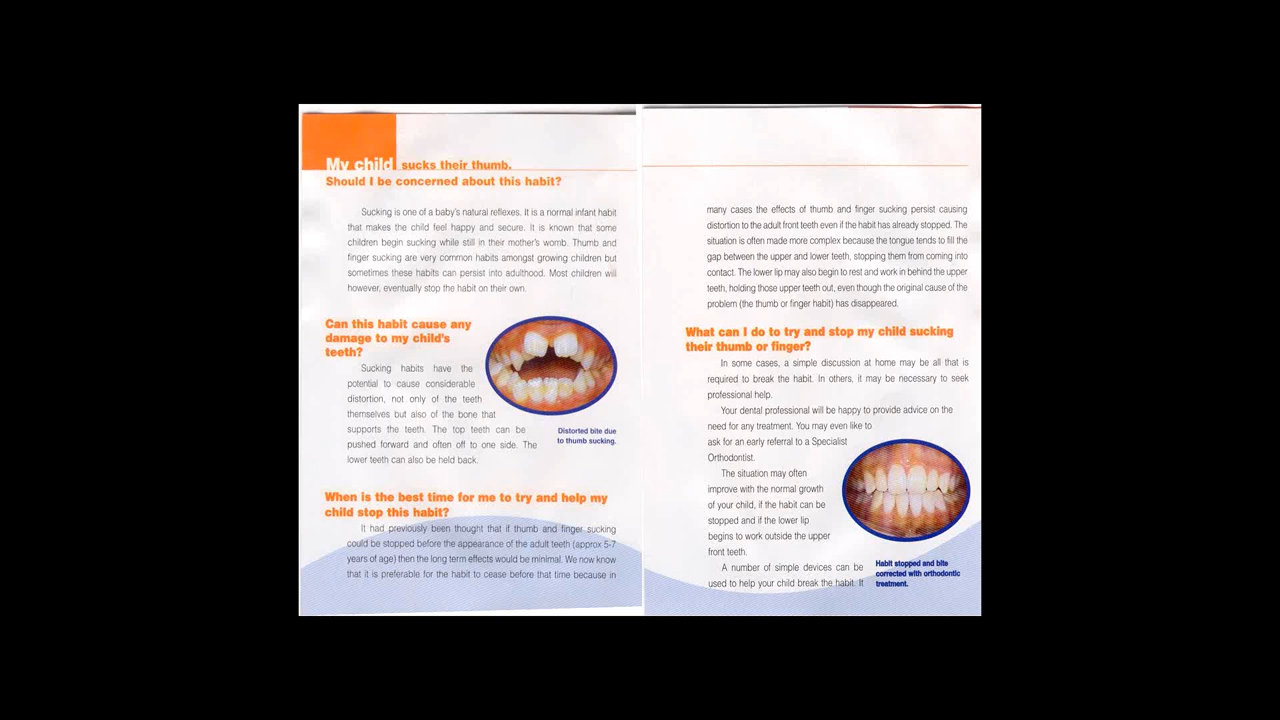 My child sucks their thumb.
Should I be concerned about this habit?
Sucking is one of a baby's natural reflexes. It is a normal infant habit
that makes the child feel happy and secure. It is known that some
children begin sucking while still in their mother's womb. Thumb and
finger sucking are very common habits amongst growing children but
sometimes these habits can persist into adulthood. Most children will
however, eventually stop the habit on their own.
Can this habit cause any
damage to my child's
teeth?
Sucking habits have the
potential to cause considerable
distortion, not only of the teeth
themselves but also of the bone that
supports the teeth. The top teeth can be
pushed forward and often off to one side. The
lower teeth can also be held back.
Distorted bite due
to thumb sucking.
When is the best time for me to try and help my
child stop this habit?
It had previously been thought that if thumb and finger sucking
could be stopped before the appearance of the adult teeth (approx 5-7
years of age) then the long term effects would be minimal. We now know
that it is preferable for the habit to cease before that time because in
many cases the effects of thumb and finger sucking persist causing
distortion to the adult front teeth even if the habit has already stopped. The
situation is often made more complex because the tongue tends to fill the
gap between the upper and lower teeth, stopping them from coming into
contact. The lower lip may also begin to rest and work in behind the upper
teeth, holding those upper teeth out, even though the original cause of the
problem (the thumb or finger habit) has disappeared.
What can I do to try and stop my child sucking
their thumb or finger?
In some cases, a simple discussion at home may be all that is
required to break the habit. In others, it may be necessary to seek
professional help.
Your dental professional will be happy to provide advice on the
need for any treatment. You may even like to
ask for an early referral to a Specialist
Orthodontist.
The situation may often
improve with the normal growth
of your child, if the habit can be
stopped and if the lower lip
begins to work outside the upper
front teeth.
A number of simple devices can be
used to help your child break the habit. It
Habit stopped and bite
corrected with orthodontic
treatment.